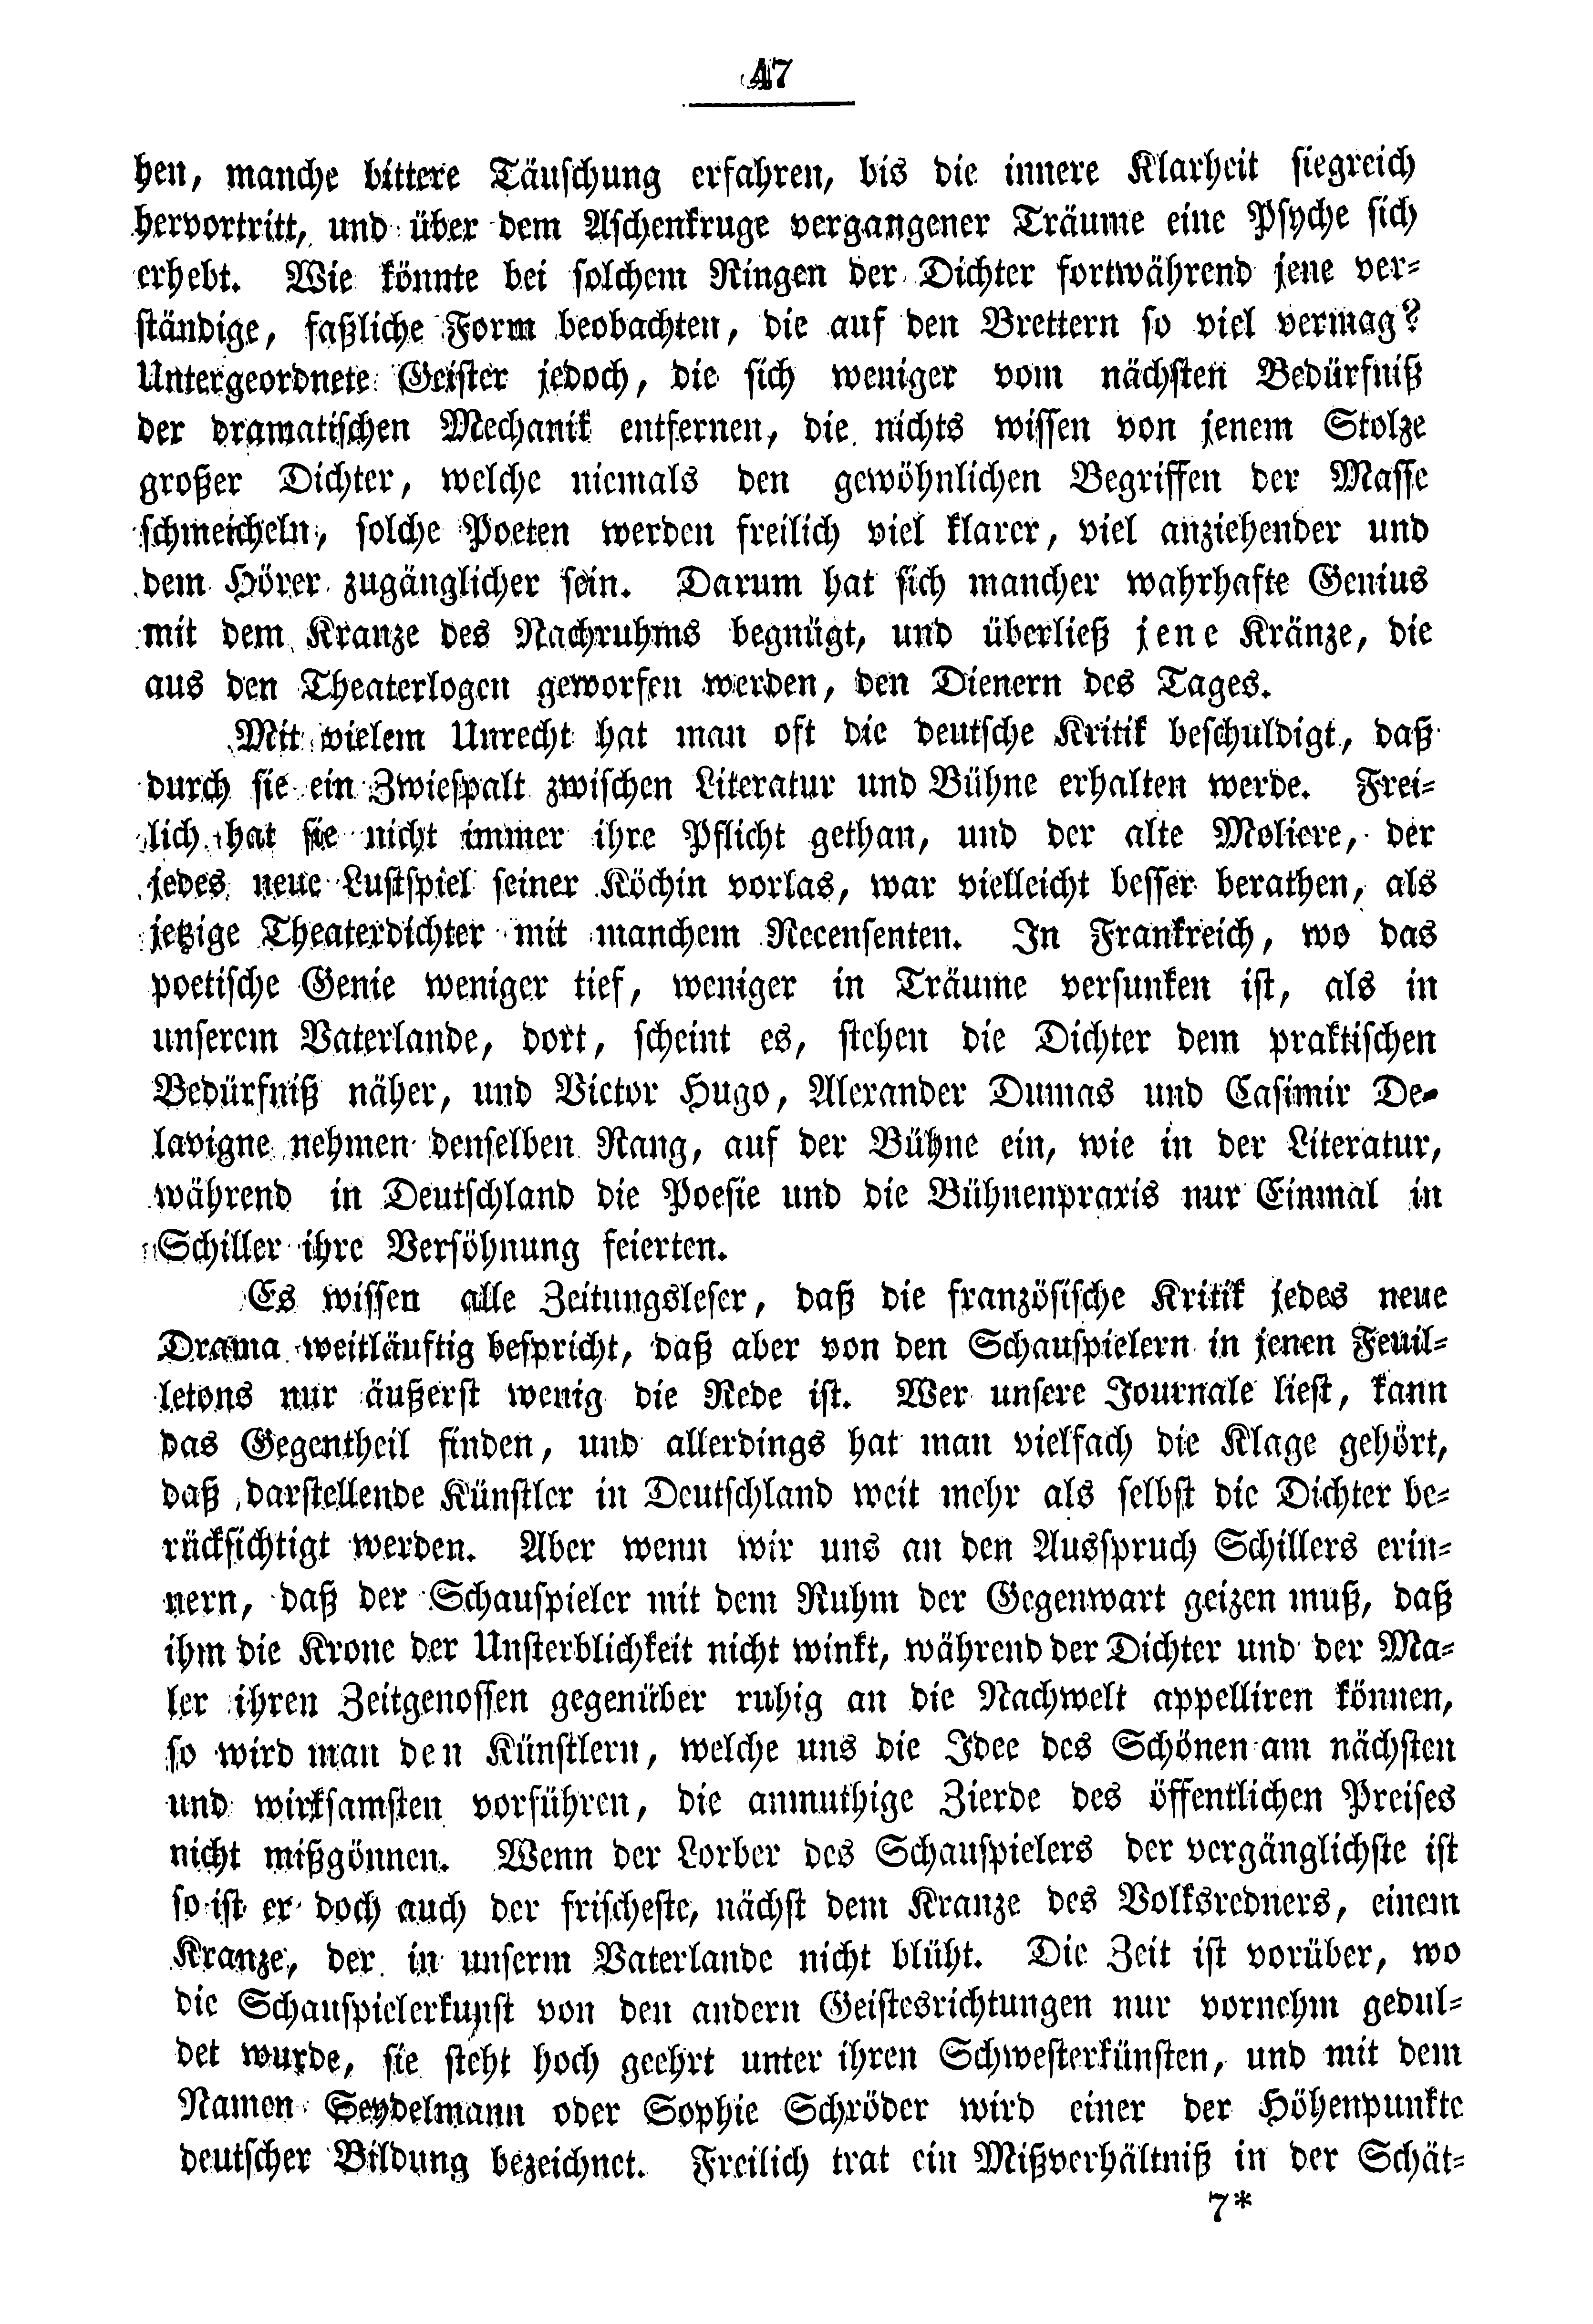 47
hen, manche bittere Täuschung erfahren, bis die innere Klarheit siegreich
hervortritt, und über dem Aschenkruge vergangener Träume eine Psyche sich
erhebt. Wie könnte bei solchem Ringen der Dichter fortwährend jene ver-
ständige, faßliche Form beobachten, die auf den Brettern so viel vermag?
Untergeordnete Geister jedoch, die sich weniger vom nächsten Bedürfniß
der dramatischen Mechanik entfernen, die nichts wissen von jenem Stolze
großer Dichter, welche niemals den gewöhnlichen Begriffen der Masse
schmeicheln, solche Poeten werden freilich viel klarer, viel anziehender und
dem Hörer zugänglicher sein. Darum hat sich mancher wahrhafte Genius
mit dem Kranze des Nachruhms begnügt, und überließ jene Kränze, die
aus den Theaterlogen geworfen werden, den Dienern des Tages.
Mit vielem Unrecht hat man oft die deutsche Kritik beschuldigt, daß
durch sie ein Zwiespalt zwischen Literatur und Bühne erhalten werde. Frei-
lich hat sie nicht immer ihre Pflicht gethan, und der alte Moliere, der
jedes neue Lustspiel seiner Köchin vorlas, war vielleicht besser berathen, als
jetzige Theaterdichter mit manchem Recensenten. In Frankreich, wo das
poetische Genie weniger tief, weniger in Träume versunken ist, als in
unserem Vaterlande, dort, scheint es, stehen die Dichter dem praktischen
Bedürfniß näher, und Victor Hugo, Alexander Dumas und Casimir De-
lavigne nehmen denselben Rang, auf der Bühne ein, wie in der Literatur,
während in Deutschland die Poesie und die Bühnenpraxis nur Einmal in
Schiller ihre Versöhnung feierten.
Es wissen alle Zeitungsleser, daß die französische Kritik jedes neue
Drama weitläuftig bespricht, daß aber von den Schauspielern in jenen Feuil-
letons nur äußerst wenig die Rede ist. Wer unsere Journale liest, kann
das Gegentheil finden, und allerdings hat man vielfach die Klage gehört,
daß darstellende Künstler in Deutschland weit mehr als selbst die Dichter be-
rücksichtigt werden. Aber wenn wir uns an den Ausspruch Schillers erin-
nern, daß der Schauspieler mit dem Ruhm der Gegenwart geizen muß, daß
ihm die Krone der Unsterblichkeit nicht winkt, während der Dichter und der Ma-
ler ihren Zeitgenossen gegenüber ruhig an die Nachwelt appelliren können,
so wird man den Künstlern, welche uns die Idee des Schönen am nächsten
und wirksamsten vorführen, die anmuthige Zierde des öffentlichen Preises
nicht mißgönnen. Wenn der Lorber des Schauspielers der vergänglichste ist
so ist er doch auch der frischeste, nächst dem Kranze des Volksredners, einem
Kranze, der in unserm Vaterlande nicht blüht. Die Zeit ist vorüber, wo
die Schauspielerkunst von den andern Geistesrichtungen nur vornehm gedul-
det wurde, sie steht hoch geehrt unter ihren Schwesterkünsten, und mit dem
Namen Seydelmann oder Sophie Schröder wird einer der Höhenpunkte
deutscher Bildung bezeichnet. Freilich trat ein Mißverhältniß in der Schät-
7*